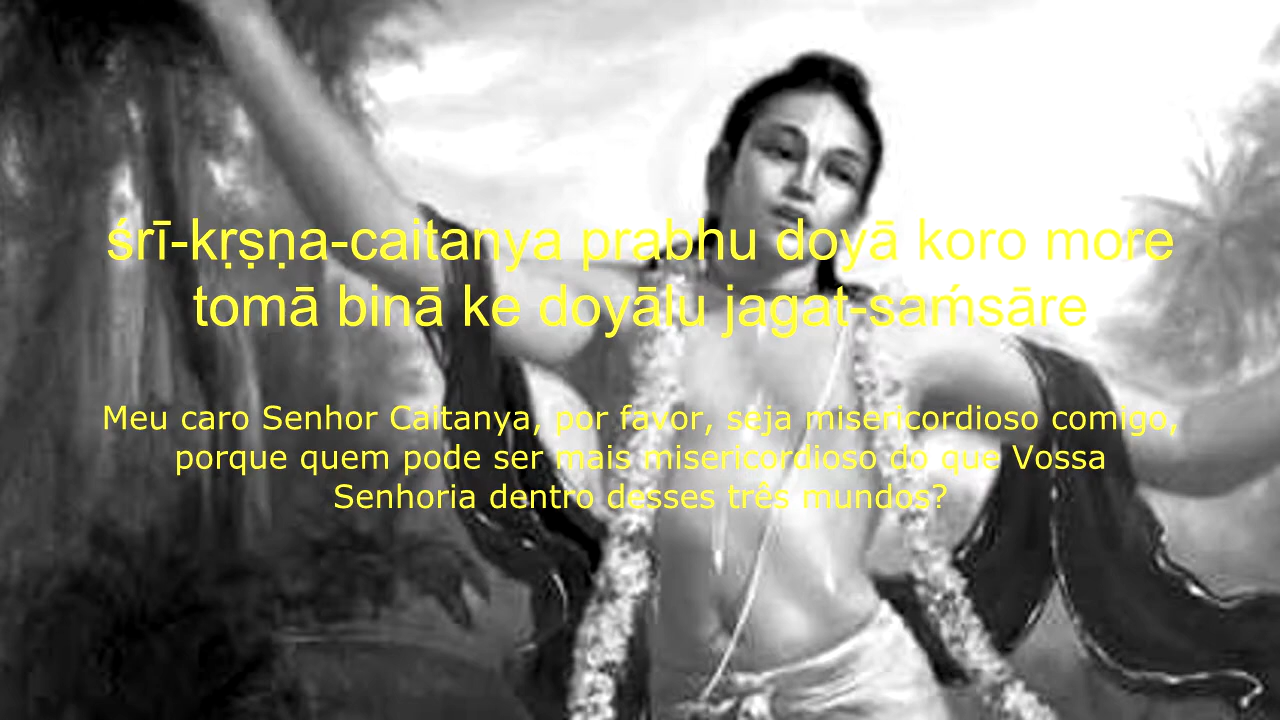 śrī-kṛṣṇa-caitanya prabhu doyā koro more
tomā binā ke doyālu jagat-saḿsāre
Meu caro Senhor Caitanya, por favor, seja misericordioso comigo,
porque quem pode ser mais misericordioso do que Vossa
Senhoria dentro desses três mundos?